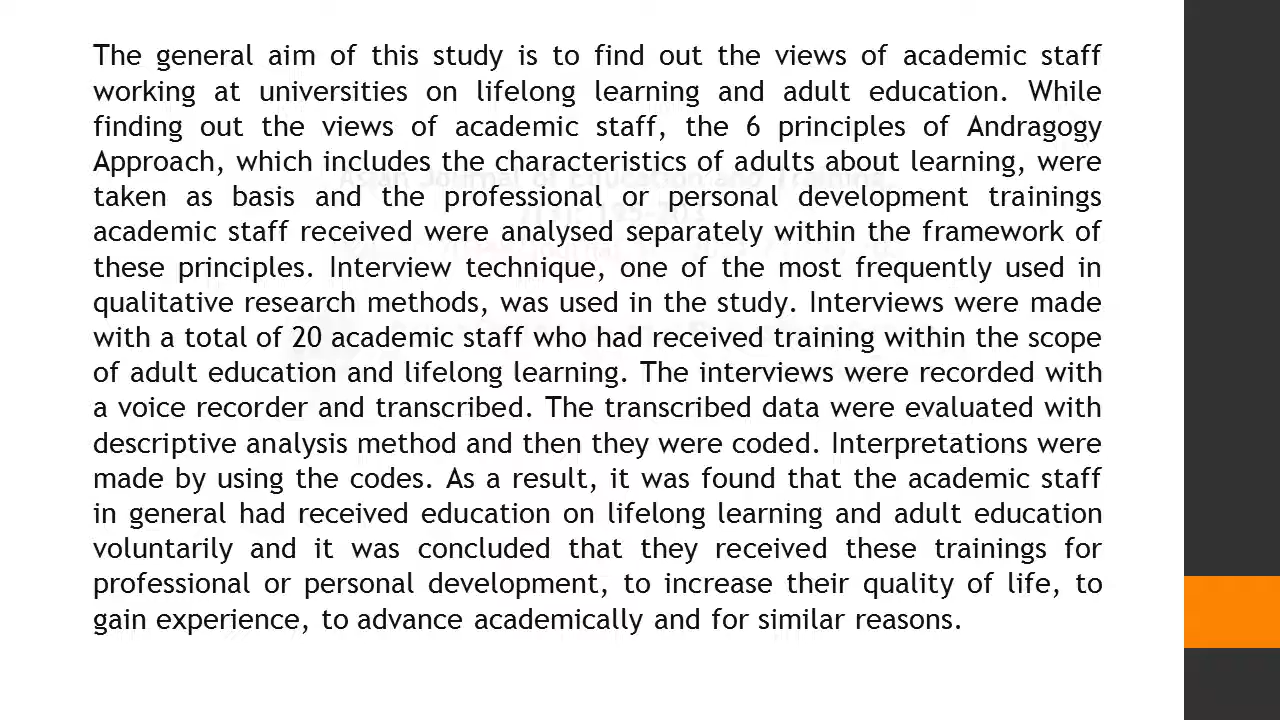 The general aim of this study is to find out the views of academic staff
working at universities on lifelong learning and adult education. While
finding out the views of academic staff, the 6 principles of Andragogy
Approach, which includes the characteristics of adults about learning, were
taken as basis and the professional or personal development trainings
academic staff received were analysed separately within the framework of
these principles. Interview technique, one of the most frequently used in
qualitative research methods, was used in the study. Interviews were made
with a total of 20 academic staff who had received training within the scope
of adult education and lifelong learning. The interviews were recorded with
a voice recorder and transcribed. The transcribed data were evaluated with
descriptive analysis method and then they were coded. Interpretations were
made by using the codes. As a result, it was found that the academic staff
in general had received education on lifelong learning and adult education
voluntarily and it was concluded that they received these trainings for
professional or personal development, to increase their quality of life, to
gain experience, to advance academically and for similar reasons.